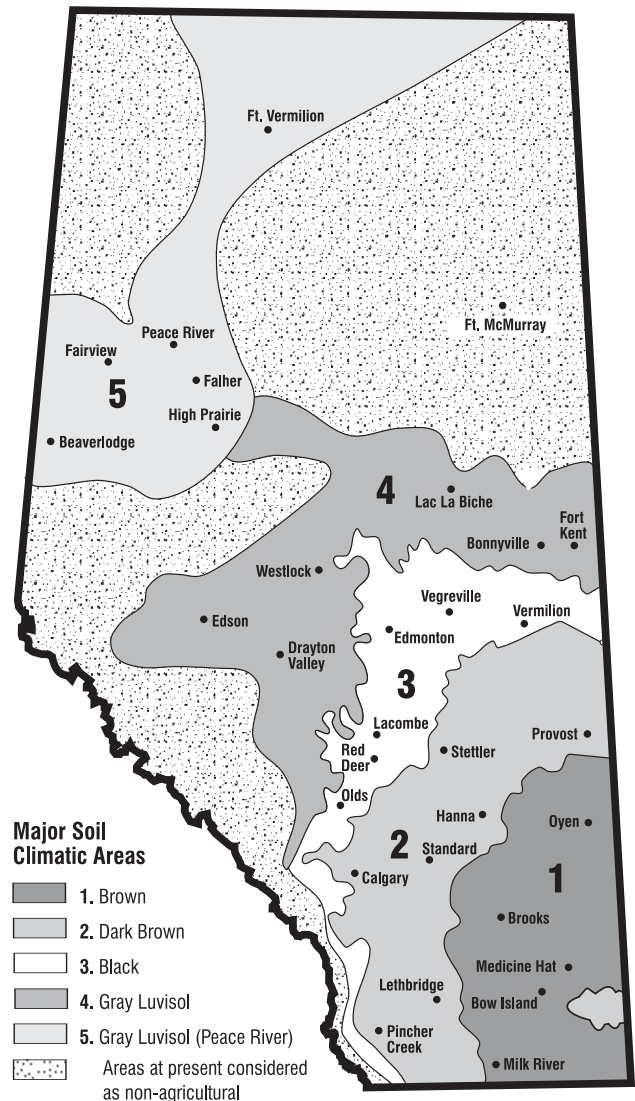 Ft. Vermilion
Ft. McMurray
Peace River
Fairview
Falher
5
High Prairie
Beaverlodge
4
Lac La Biche
Fort
Kent
Bonnyville
Westlock
Vegreville
Vermilion
Edson
Edmonton
Drayton
Valley
3
Lacombe
Provost
Red
Deer
Stettler
Olds
Hanna
Oyen
2
Standard
Calgary
1
Brooks
Medicine Hat
Lethbridge
Bow Island
Pincher
Creek
Milk River
Major Soil
Climatic Areas
1. Brown
2. Dark Brown
3. Black
4. Gray Luvisol
5. Gray Luvisol (Peace River)
Areas at present considered
as non-agricultural